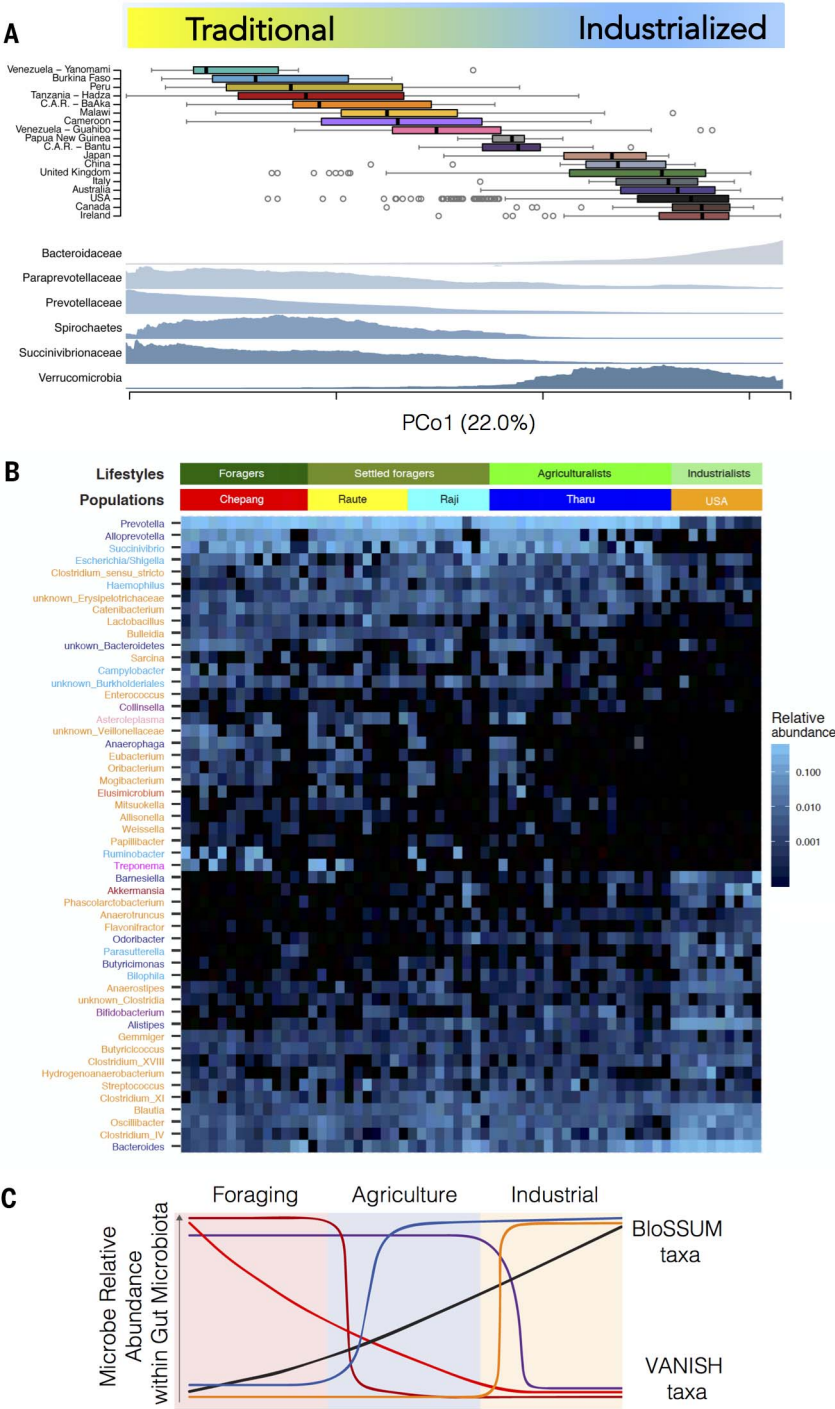 A
Traditional
Industrialized
Venezuela – Yanomami
Burkina Faso
Peru
Tanzania – Hadza
C.A.R. – BaAka
Malawi
Cameroon
Venezuela – Guahibo
Papua New Guinea
C.A.R. – Bantu
Japan
China
United Kingdom
Italy
Australia
USA
Canada
Ireland
Bacteroidaceae
Paraprevotellaceae
Prevotellaceae
Spirochaetes
Succinivibrionaceae
Verrucomicrobia
PCo1 (22.0%)
B
Lifestyles
Foragers
Settled foragers
Agriculturalists
Industrialists
Populations
Chepang
Raute
Raji
Tharu
USA
Prevotella
Alloprevotella
Succinivibrio
Escherichia/Shigella
Clostridium_sensu_stricto
Haemophilus
unknown_Erysipelotrichaceae
Catenibacterium
Lactobacillus
Bulleidia
unkown_Bacteroidetes
Sarcina
Campylobacter
unknown_Burkholderiales
Enterococcus
Collinsella
Asteroleplasma
unknown_Veillonellaceae
Anaerophaga
Eubacterium
Oribacterium
Mogibacterium
Elusimicrobium
Mitsuokella
Allisonella
Weissella
Papillibacter
Ruminobacter
Treponema
Barnesiella
Akkermansia
Phascolarctobacterium
Anaerotruncus
Flavonifractor
Odoribacter
Parasutterella
Butyricimonas
Bilophila
Anaerostipes
unknown_Clostridia
Bifidobacterium
Alistipes
Gemmiger
Butyricicoccus
Clostridium_XVIII
Hydrogenoanaerobacterium
Streptococcus
Clostridium_XI
Blautia
Oscillibacter
Clostridium_IV
Bacteroides
Relative
abundance
0.100
0.010
0.001
C
Foraging
Agriculture
Industrial
Microbe Relative
Abundance
within Gut Microbiota
BloSSUM
taxa
VANISH
taxa